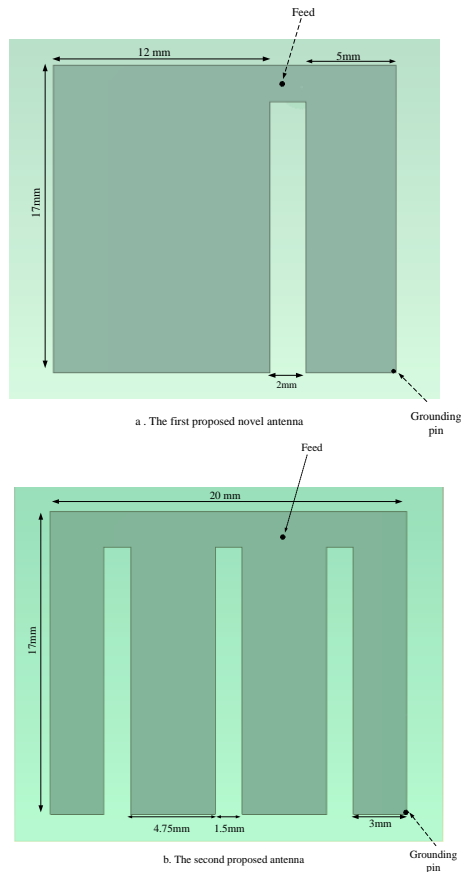 Feed
12 mm
5mm
17mm
2mm
Grounding
pin
a . The first proposed novel antenna
Feed
20 mm
17mm
4.75mm
1.5mm
3mm
Grounding
pin
b. The second proposed antenna